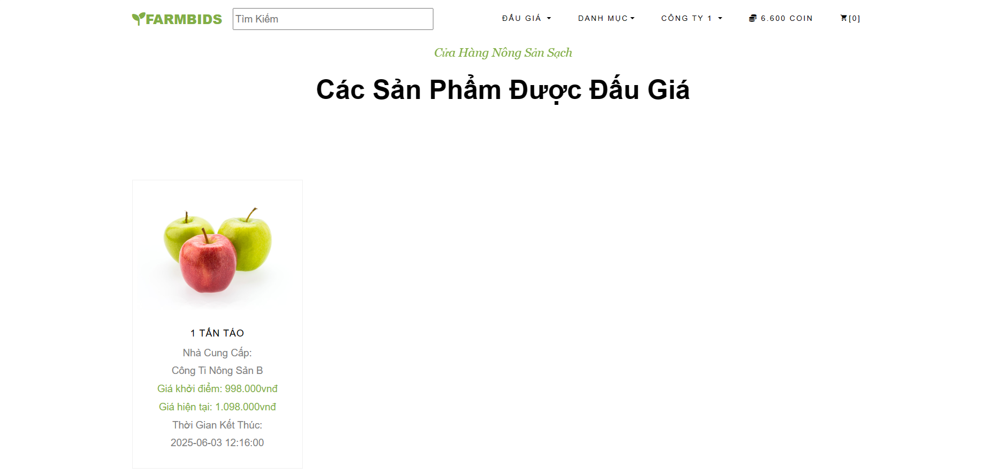 FARMBIDS
Tìm Kiếm
ĐẤU GIÁ
DANH MỤC
CÔNG TY 1
6.600 COIN
[0]
Cửa Hàng Nông Sản Sạch
Các Sản Phẩm Được Đấu Giá
1 TẤN TÁO
Nhà Cung Cấp:
Công Ti Nông Sản B
Giá khởi điểm: 998.000vnđ
Giá hiện tại: 1.098.000vnđ
Thời Gian Kết Thúc:
2025-06-03 12:16:00